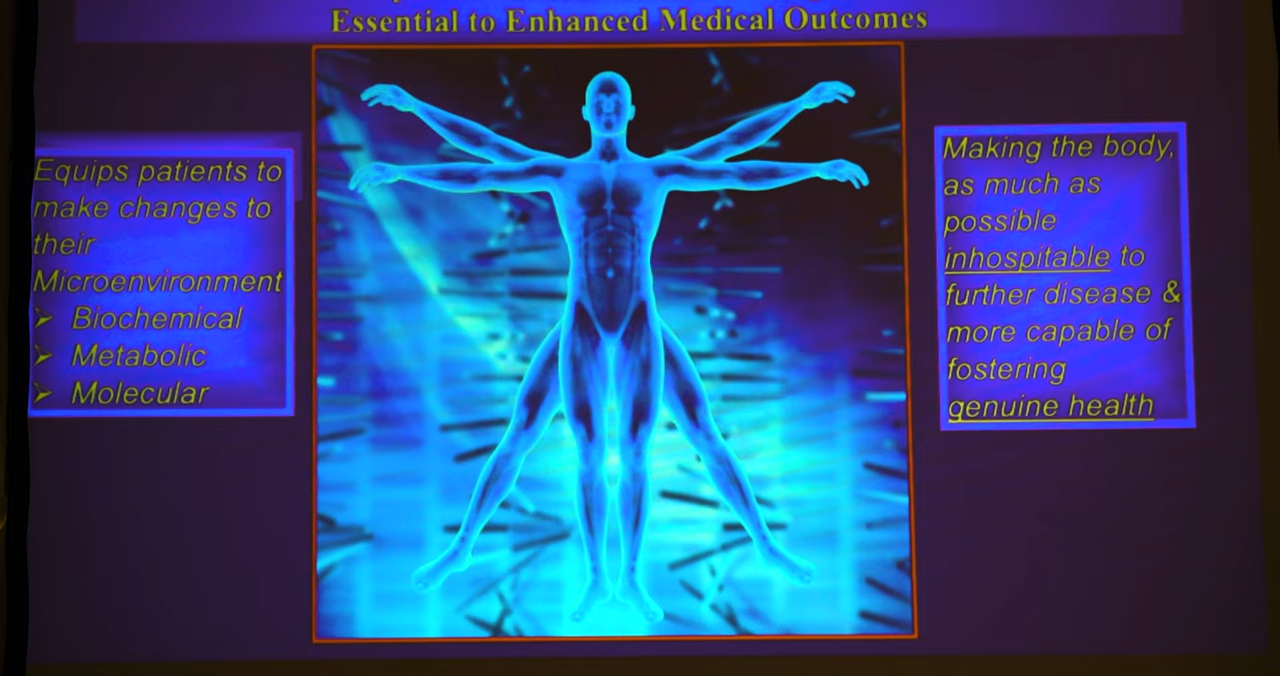 Essential to Enhanced Medical Outcomes
Equips patients to
make changes to
their
Microenvironment
➢ Biochemical
➢ Metabolic
➢ Molecular
Making the body,
as much as
possible
inhospitable to
further disease &
more capable of
fostering
genuine health